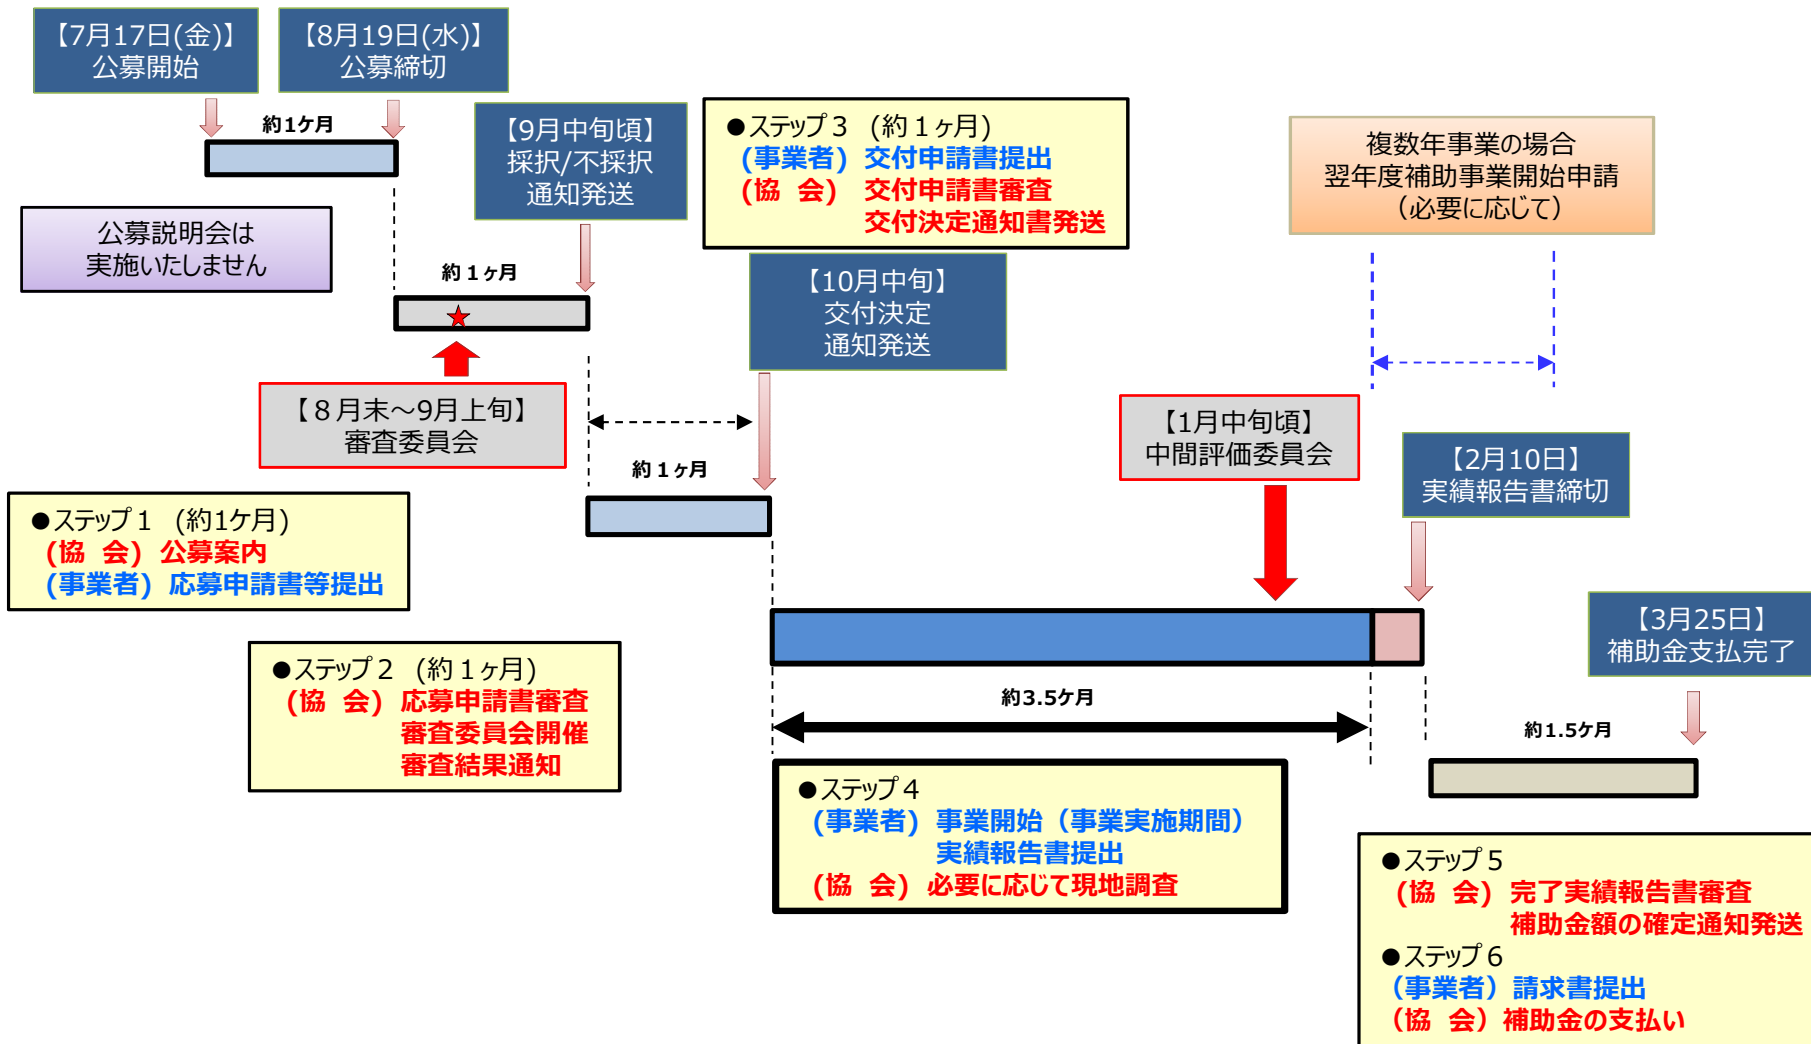 【7月17日(金)】
公募開始
【8月19日(水)】
公募締切
約1ケ月
【9月中旬頃】
採択/不採択
通知発送
●ステップ３ (約１ヶ月)
(事業者) 交付申請書提出
(協 会) 交付申請書審査
交付決定通知書発送
複数年事業の場合
翌年度補助事業開始申請
（必要に応じて）
公募説明会は
実施いたしません
約１ヶ月
【10月中旬】
交付決定
通知発送
【８月末～9月上旬】
審査委員会
約１ヶ月
【1月中旬頃】
中間評価委員会
【2月10日】
実績報告書締切
●ステップ１ (約1ケ月)
(協 会) 公募案内
(事業者) 応募申請書等提出
【3月25日】
補助金支払完了
●ステップ２ (約１ヶ月)
(協 会) 応募申請書審査
審査委員会開催
審査結果通知
約3.5ケ月
約1.5ケ月
●ステップ４
(事業者) 事業開始（事業実施期間）
実績報告書提出
(協 会) 必要に応じて現地調査
●ステップ５
(協 会) 完了実績報告書審査
補助金額の確定通知発送
●ステップ６
（事業者）請求書提出
（協 会）補助金の支払い